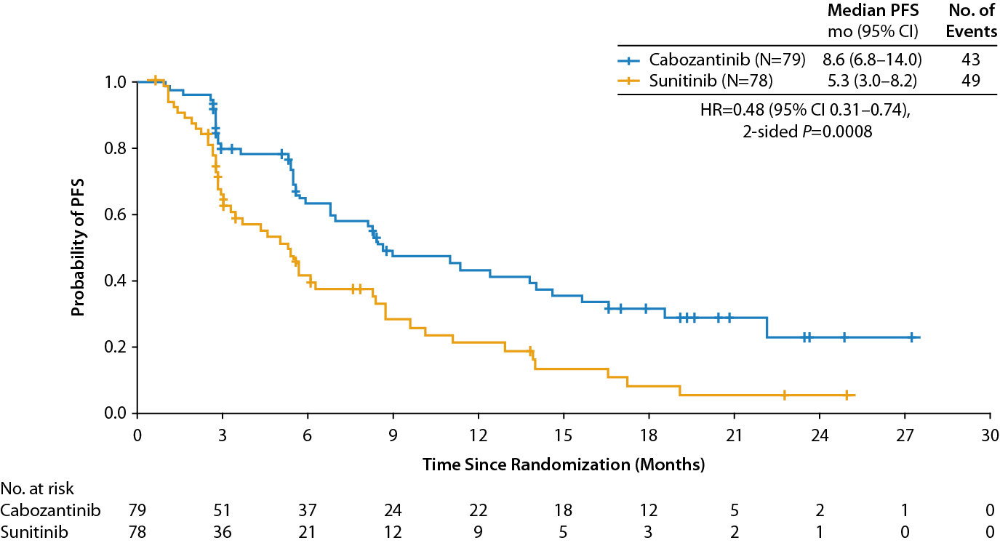 Median PFS No. of
mo (95% CI) Events
Cabozantinib (N=79) 8.6 (6.8–14.0) 43
Sunitinib (N=78) 5.3 (3.0–8.2) 49
HR=0.48 (95% CI 0.31–0.74),
2-sided P=0.0008
Probability of PFS
1.0
0.8
0.6
0.4
0.2
0.0
0 3 6 9 12 15 18 21 24 27 30
Time Since Randomization (Months)
No. at risk
Cabozantinib 79 51 37 24 22 18 12 5 2 1 0
Sunitinib 78 36 21 12 9 5 3 2 1 0 0